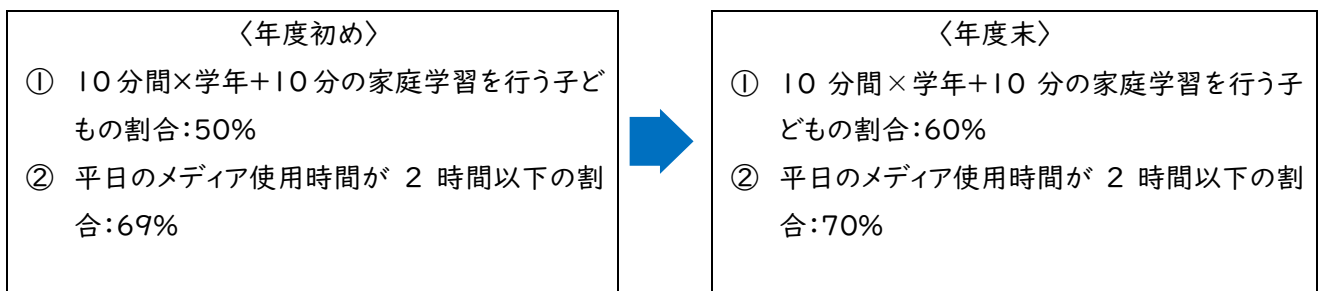 〈年度初め〉
① 10分間×学年+10分の家庭学習を行う子ど
もの割合:50%
② 平日のメディア使用時間が 2 時間以下の割
合:69%
〈年度末〉
① 10 分間×学年+10 分の家庭学習を行う子
どもの割合:60%
② 平日のメディア使用時間が 2 時間以下の割
合:70%